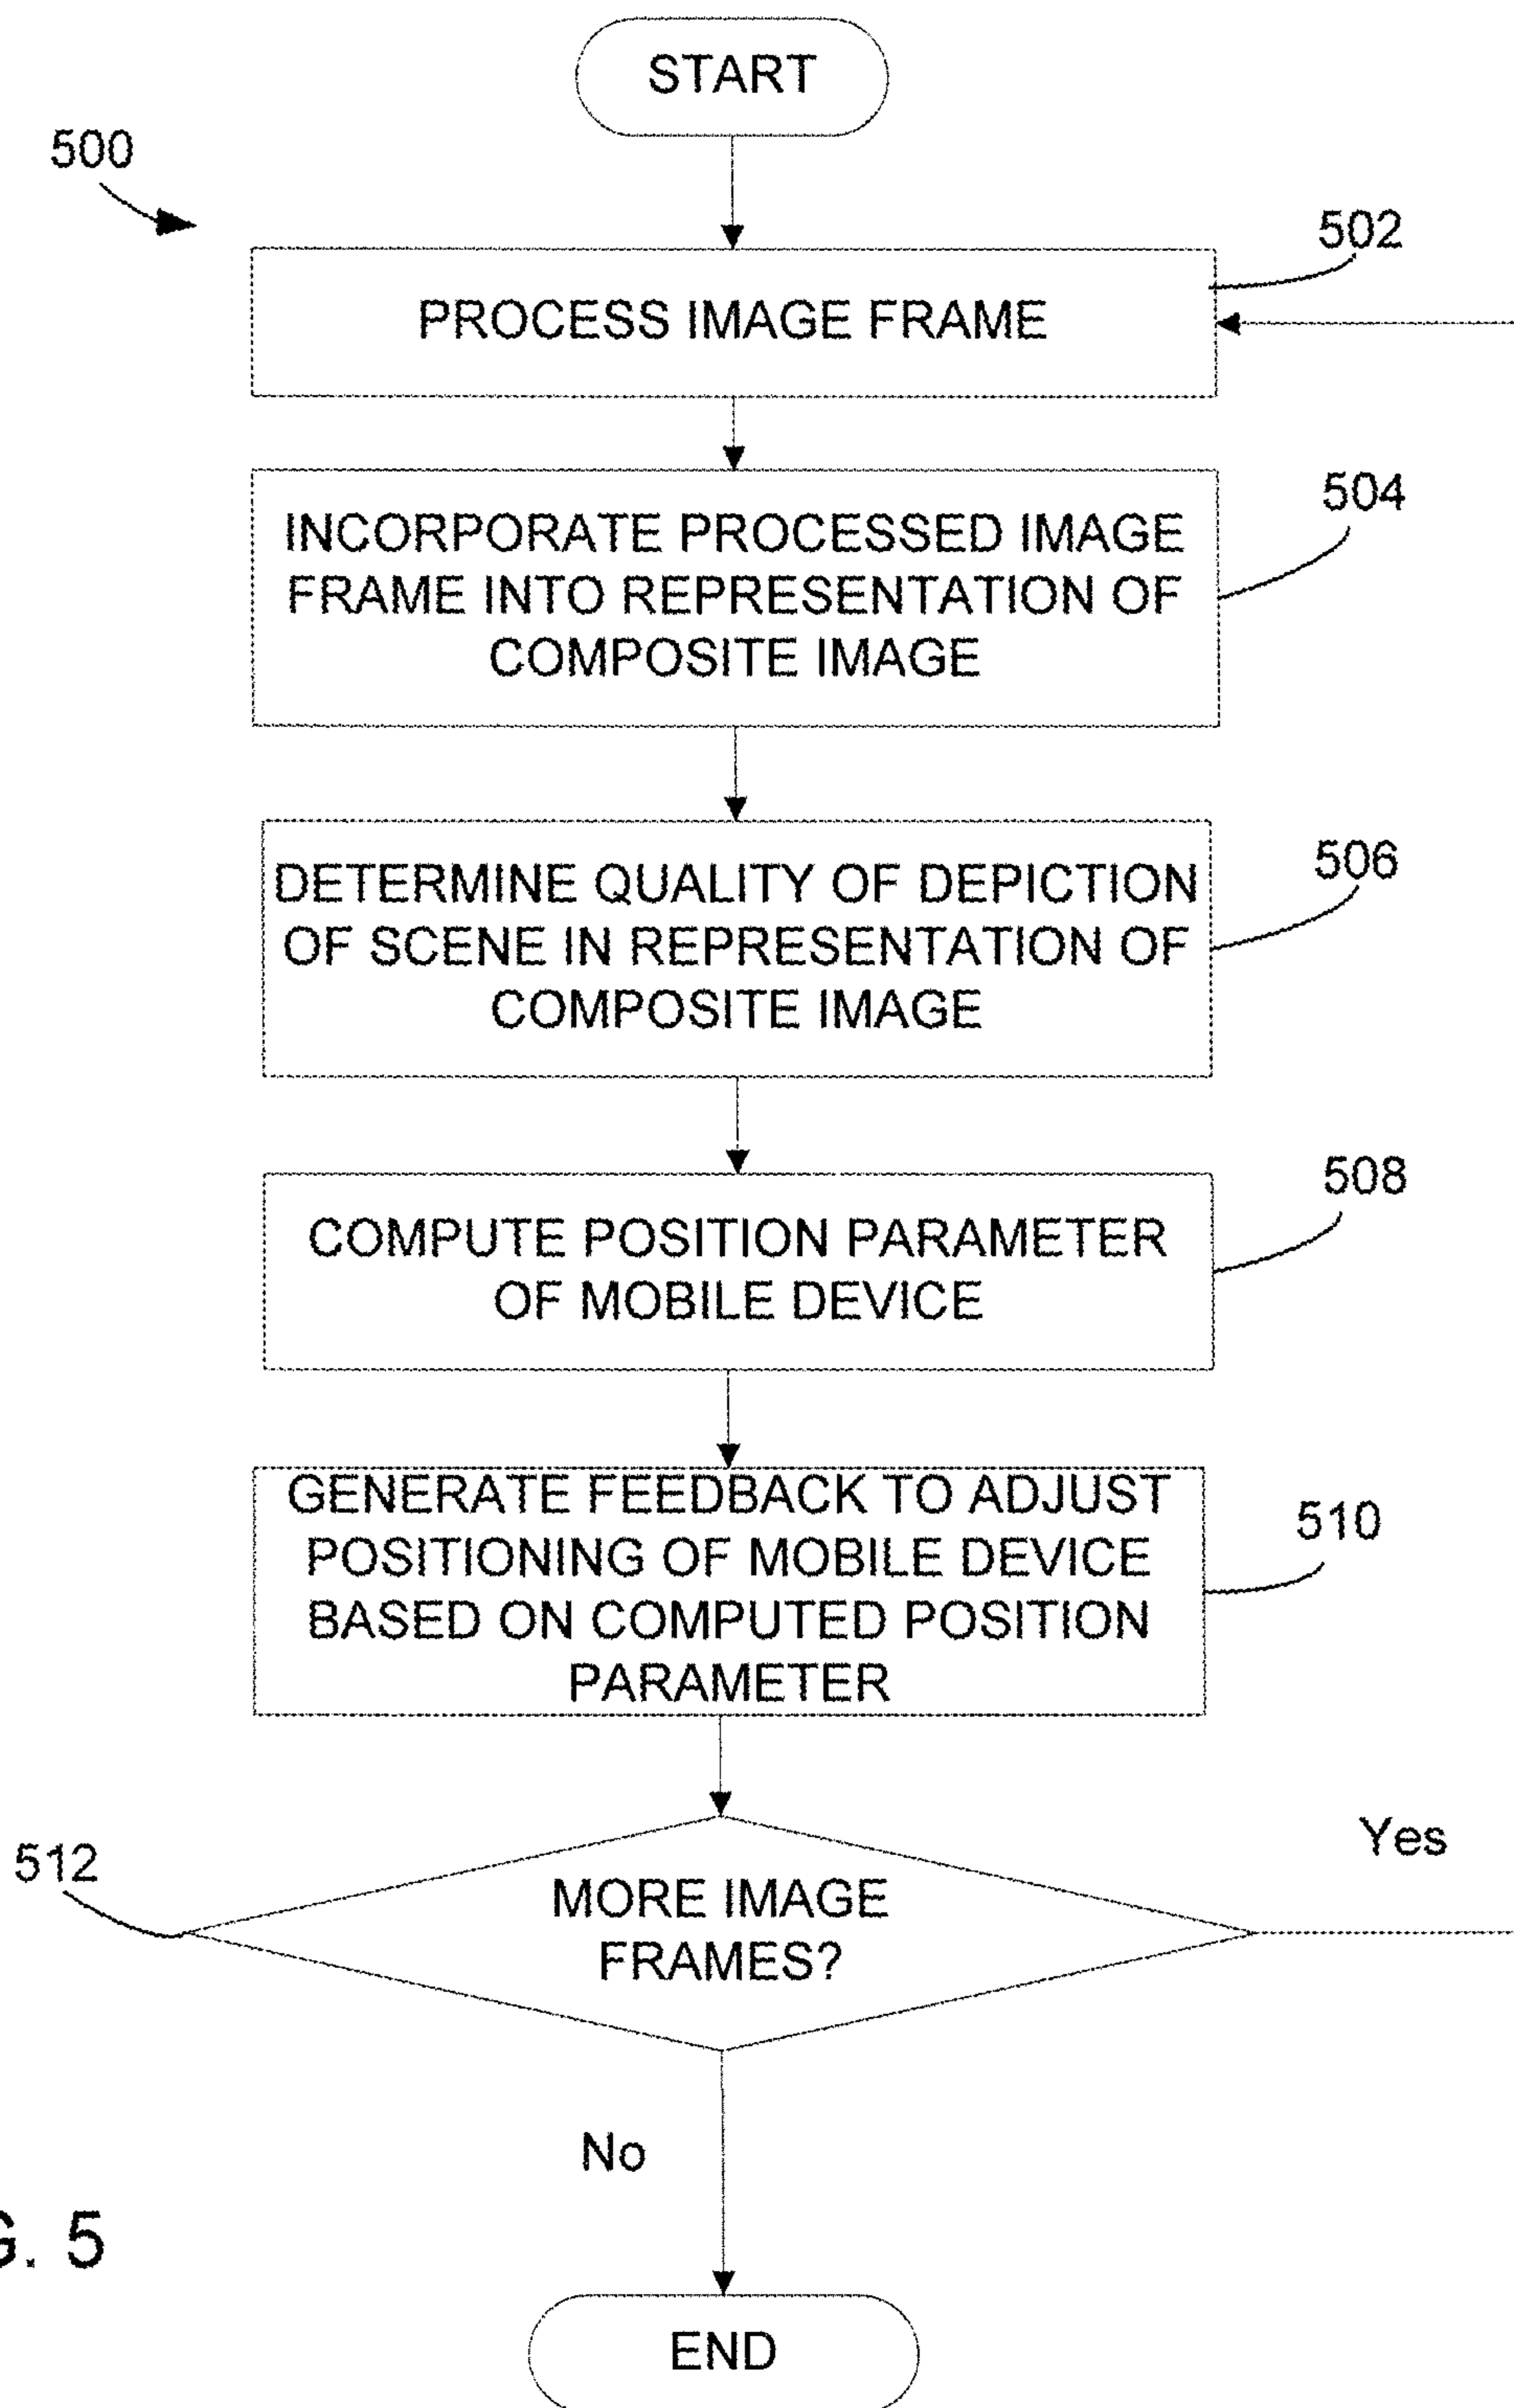 START
500
502
PROCESS IMAGE FRAME
504
INCORPORATE PROCESSED IMAGE
FRAME INTO REPRESENTATION OF
COMPOSITE IMAGE
506
DETERMINE QUALITY OF DEPICTION
OF SCENE IN REPRESENTATION OF
COMPOSITE IMAGE
508
COMPUTE POSITION PARAMETER
OF MOBILE DEVICE
510
GENERATE FEEDBACK TO ADJUST
POSITIONING OF MOBILE DEVICE
BASED ON COMPUTED POSITION
PARAMETER
512
MORE IMAGE
FRAMES?
Yes
No
G. 5
END